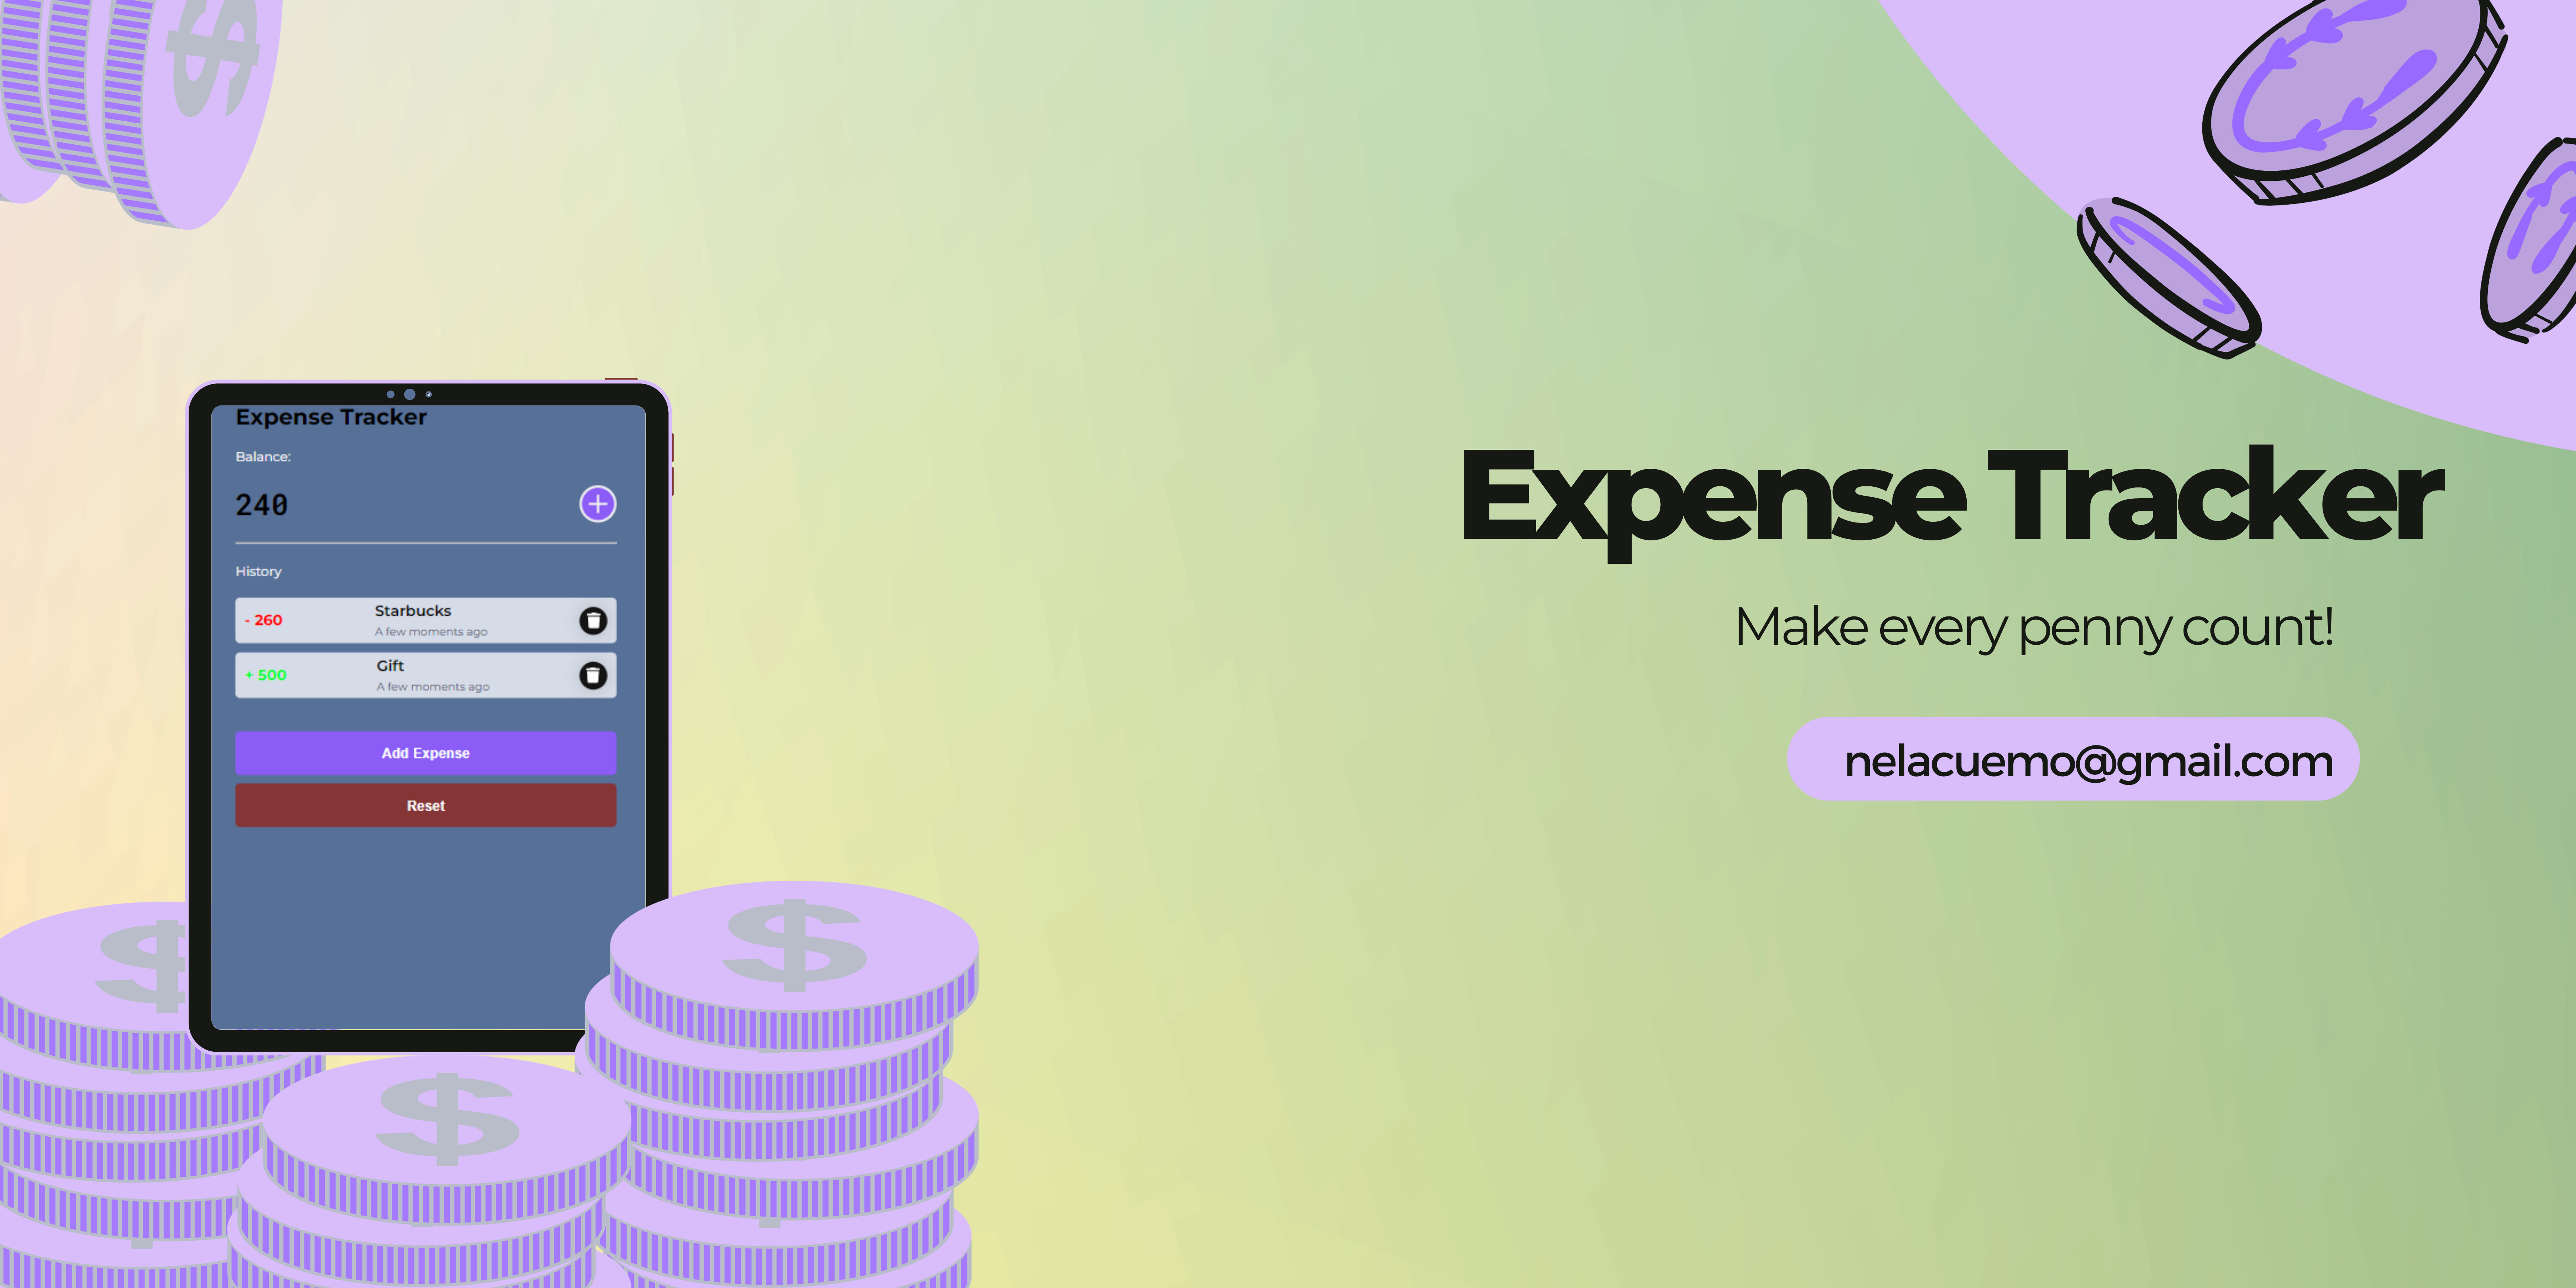 Expense Tracker
Balance:
240
History
- 260
Starbucks
A few moments ago
+ 500
Gift
A few moments ago
Add Expense
Reset
Expense Tracker
Make every penny count!
nelacuemo@gmail.com
$
$
$
$